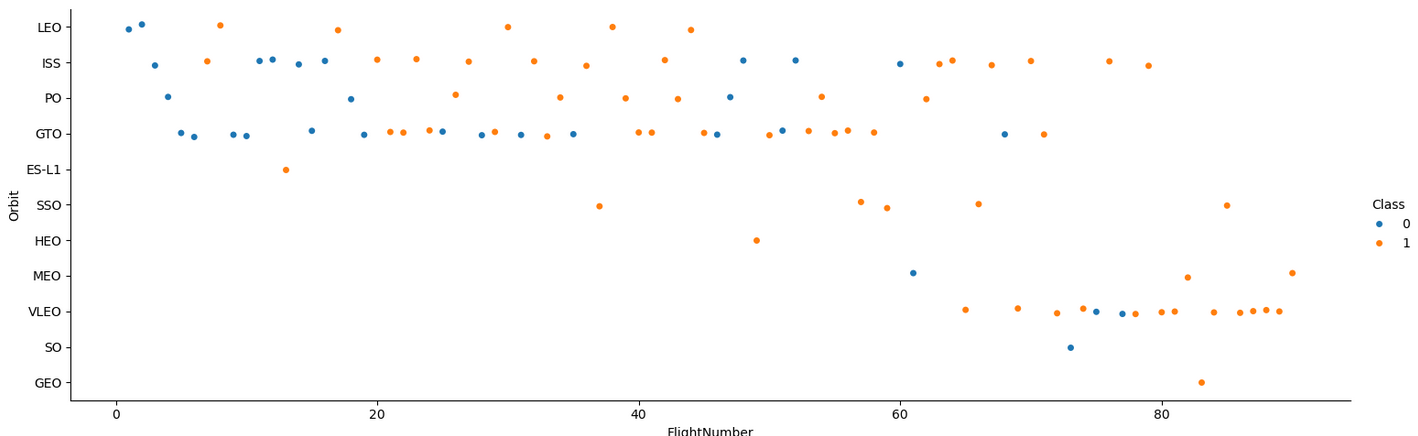 LEO
ISS
PO
GTO
ES-L1
SSO
HEO
MEO
VLEO
SO
GEO
Orbit
0 20 40 60 80
FlightNumber
Class
0
1